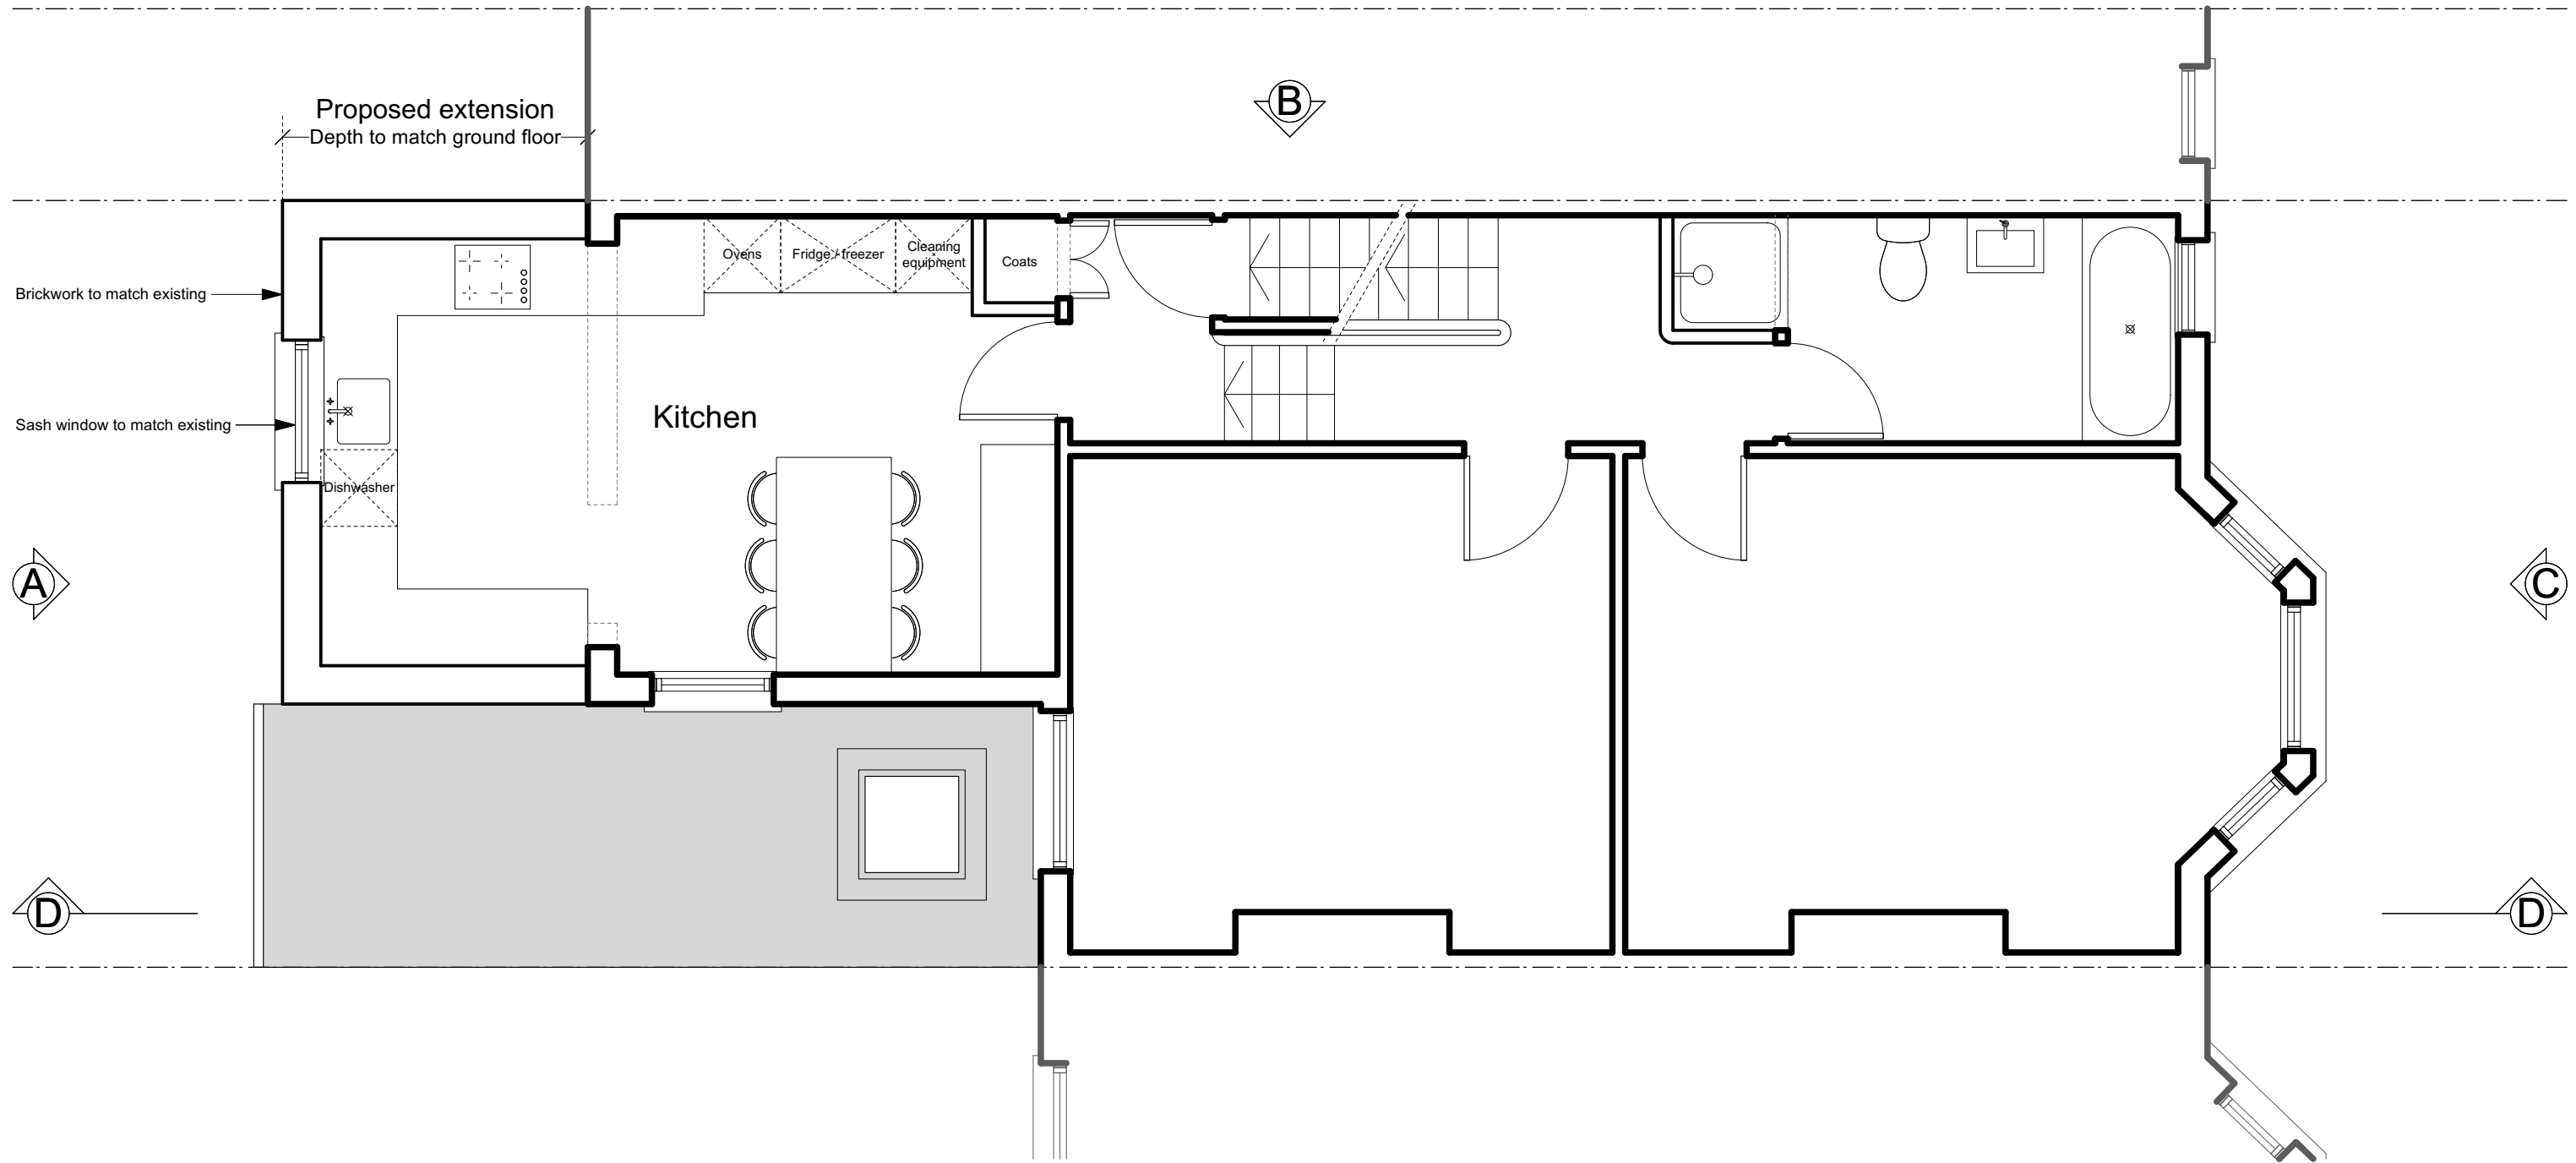 B
Proposed extension
Depth to match ground floor
Ovens
Fridge / freezer
Cleaning
equipment
Coats
Brickwork to match existing
Kitchen
Sash window to match existing
Dishwasher
A
C
D
D